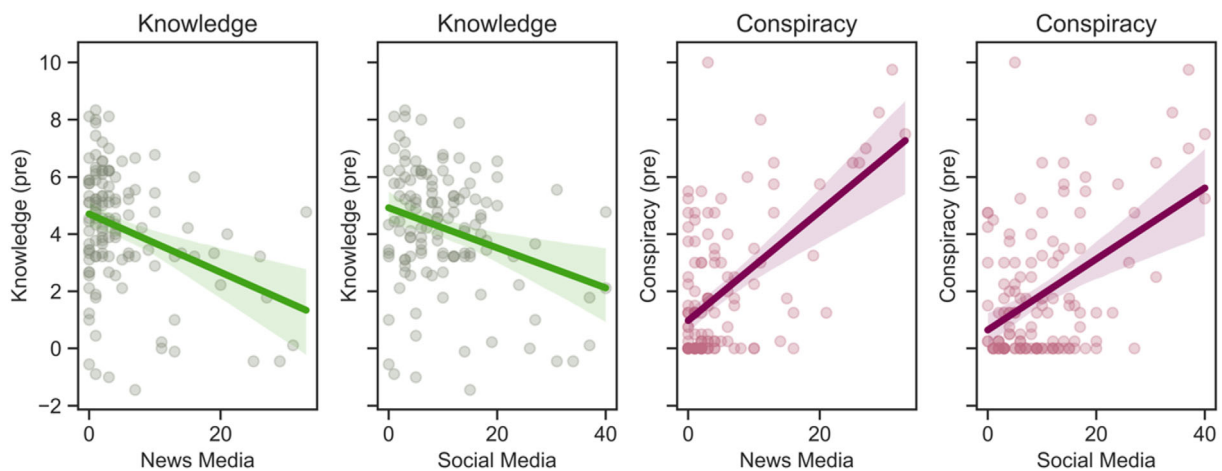 Knowledge
Knowledge
Conspiracy
Conspiracy
Knowledge (pre)
10
8
6
4
2
0
−2
0
20
News Media
Knowledge (pre)
0
20
40
Social Media
Conspiracy (pre)
0
20
News Media
Conspiracy (pre)
0
20
40
Social Media